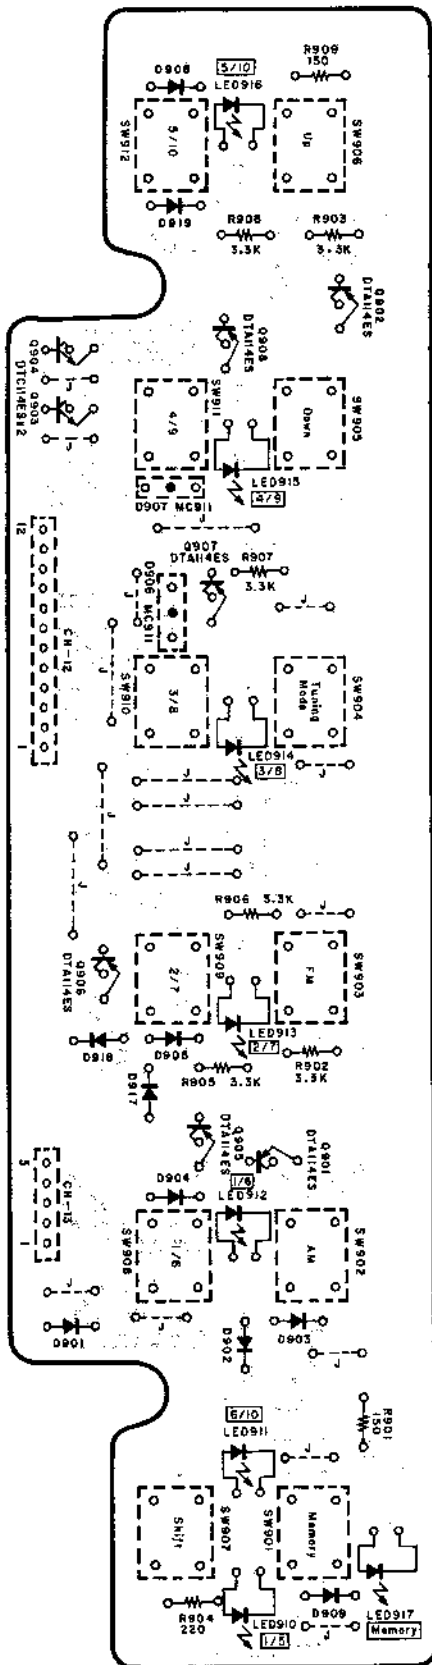 R909
150
D908
5/10
LED916
SW912
5/10
Up
SW906
D919
R908
3.3K
R903
3.3K
Q902
DTA114ES
Q908
DTA114ES
Q904
Q903
DTC114ES×2
SW911
4/9
Down
SW905
LED915
4/9
D907 MC911
J
Q907
DTA114ES
R907
3.3K
D906 MC911
J
J
12
CH-12
1
J
SW910
3/8
Tuning
Mode
SW904
LED914
3/8
J
J
J
J
J
J
J
R906 3.3K
J
Q906
DTA114ES
SW909
2/7
FM
SW903
LED913
2/7
D918
D905
R905 3.3K
R902
3.3K
D917
Q905
DTA114ES
Q901
DTA114ES
1/6
LED912
D904
5
CH-13
1
SW908
1/6
AM
SW902
J
J
D901
D902
D903
J
R901
150
6/10
LED911
J
Shift
SW907
SW901
Memory
R904
220
LED910
1/5
D909
J
LED917
Memory